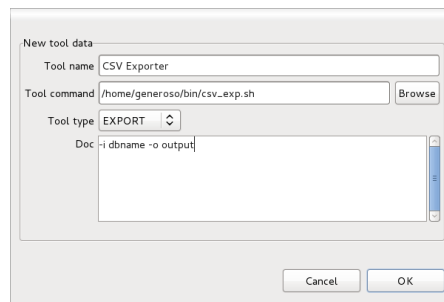 New tool data
Tool name CSV Exporter
Tool command /home/generoso/bin/csv_exp.sh Browse
Tool type EXPORT
Doc -i dbname -o output
Cancel OK